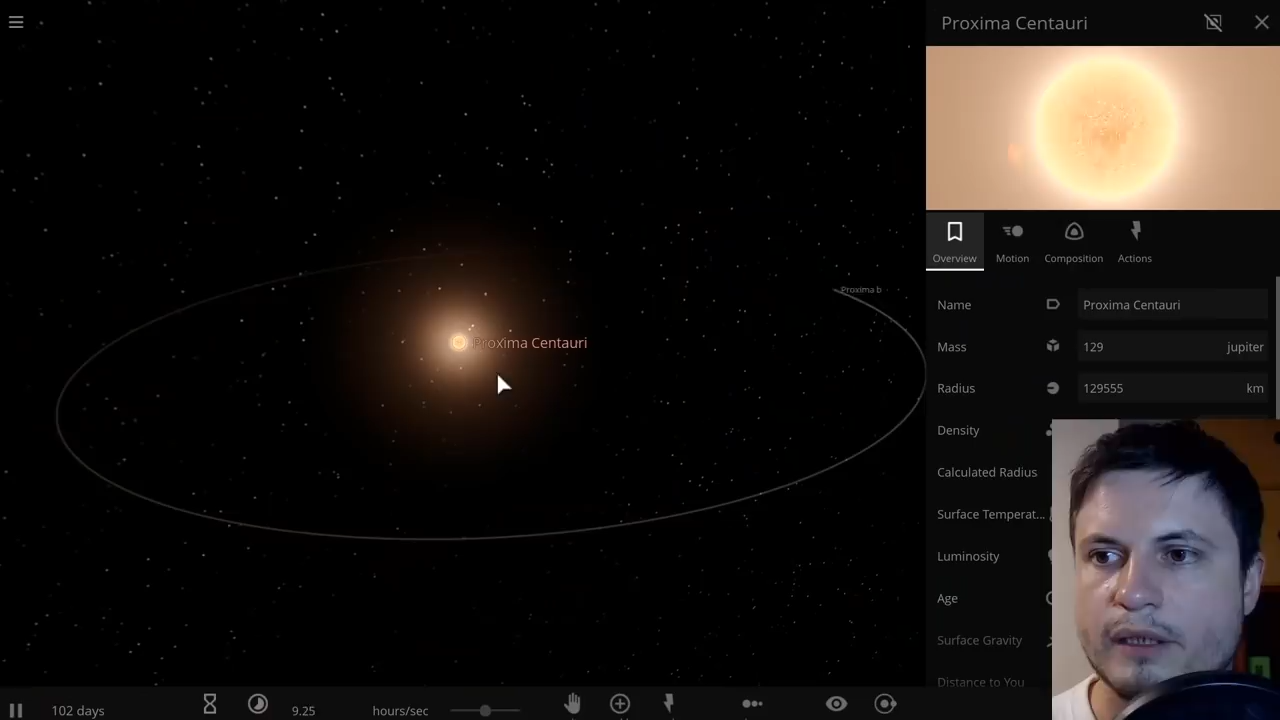 Proxima Centauri
Overview
Motion
Composition
Actions
Name
Proxima Centauri
Mass
129
jupiter
Radius
129555
km
Density
Calculated Radius
Surface Temperat...
Luminosity
Age
Surface Gravity
Distance to You
Proxima b
Proxima Centauri
102 days
9.25
hours/sec